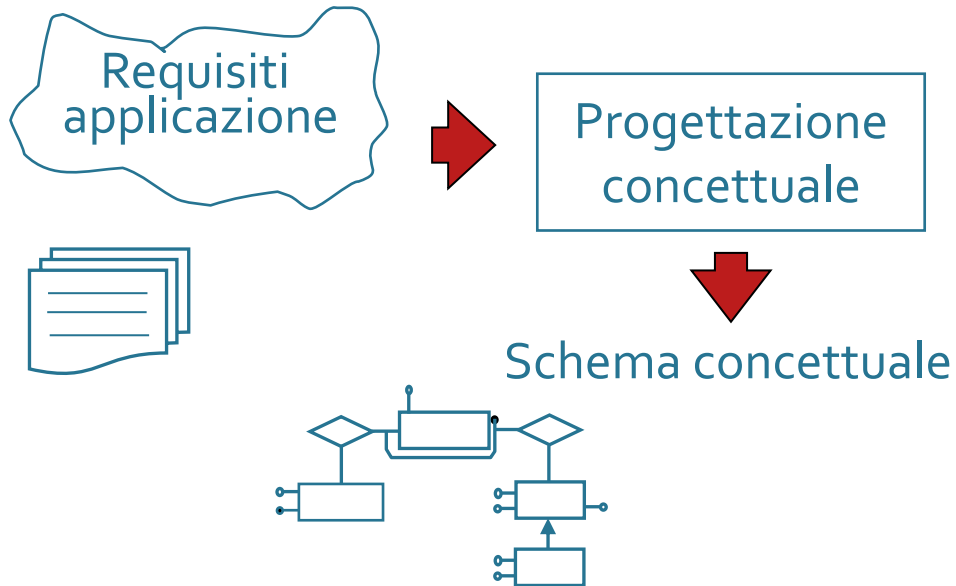 Requisiti
applicazione
Progettazione
concettuale
Schema concettuale